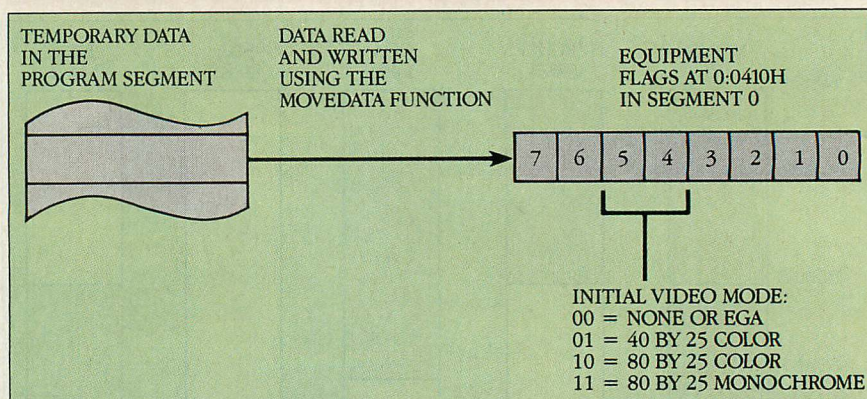 TEMPORARY DATA
IN THE
PROGRAM SEGMENT
DATA READ
AND WRITTEN
USING THE
MOVEDATA FUNCTION
EQUIPMENT
FLAGS AT 0:0410H
IN SEGMENT 0
7 6 5 4 3 2 1 0
INITIAL VIDEO MODE:
00 = NONE OR EGA
01 = 40 BY 25 COLOR
10 = 80 BY 25 COLOR
11 = 80 BY 25 MONOCHROME